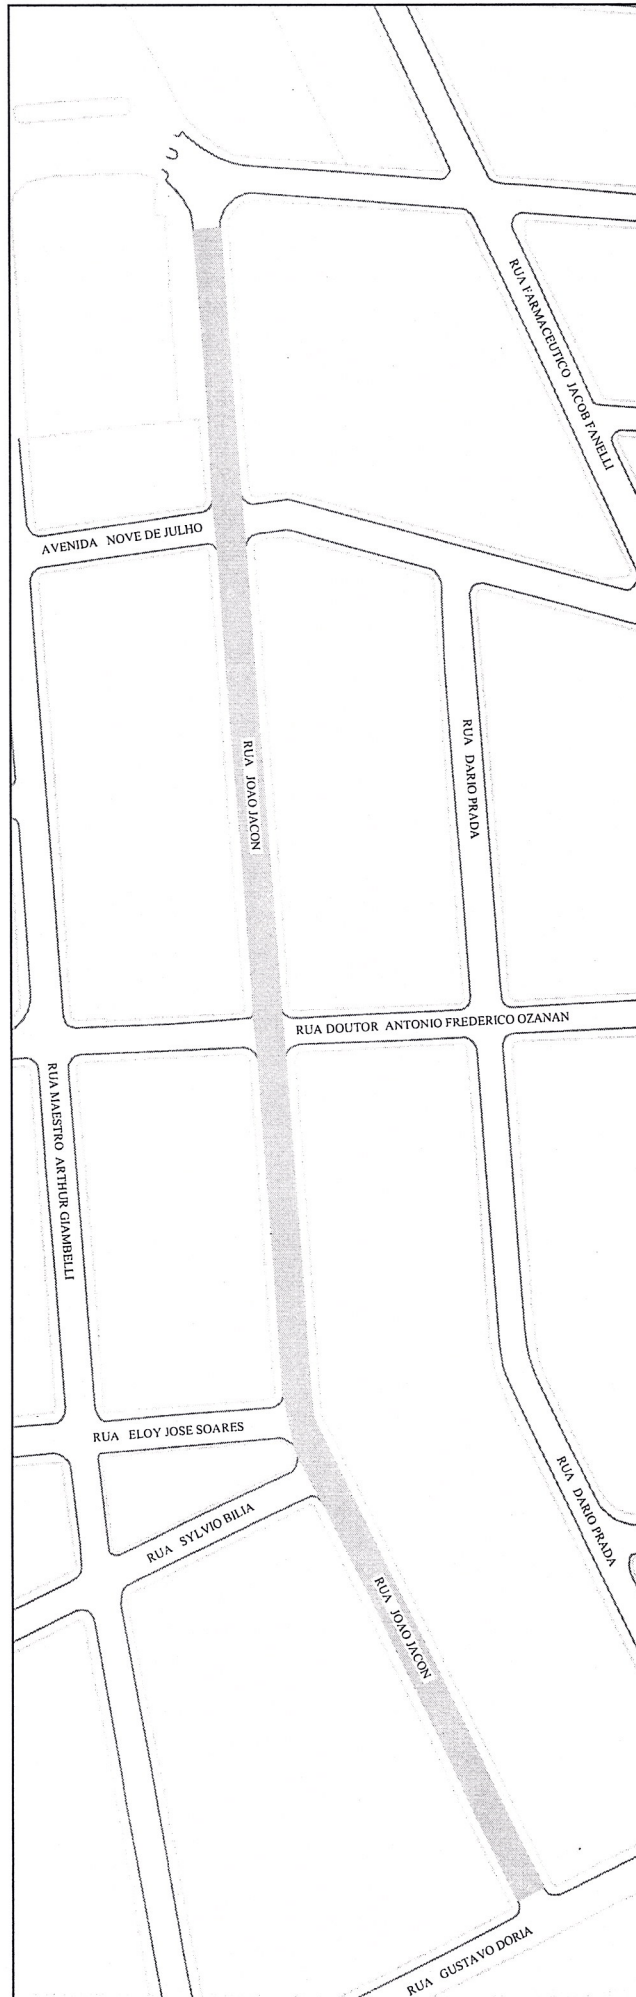 RUA FARMACEUTICO JACOB FANELLI
AVENIDA NOVE DE JULHO
RUA JOAO JACON
RUA DARIO PRADA
RUA DOUTOR ANTONIO FREDERICO OZANAN
RUA MAESTRO ARTHUR GIAMBELLI
RUA ELOY JOSE SOARES
RUA DARIO PRADA
RUA SYLVIO BILIA
RUA JOAO JACON
RUA GUSTAVO DORIA